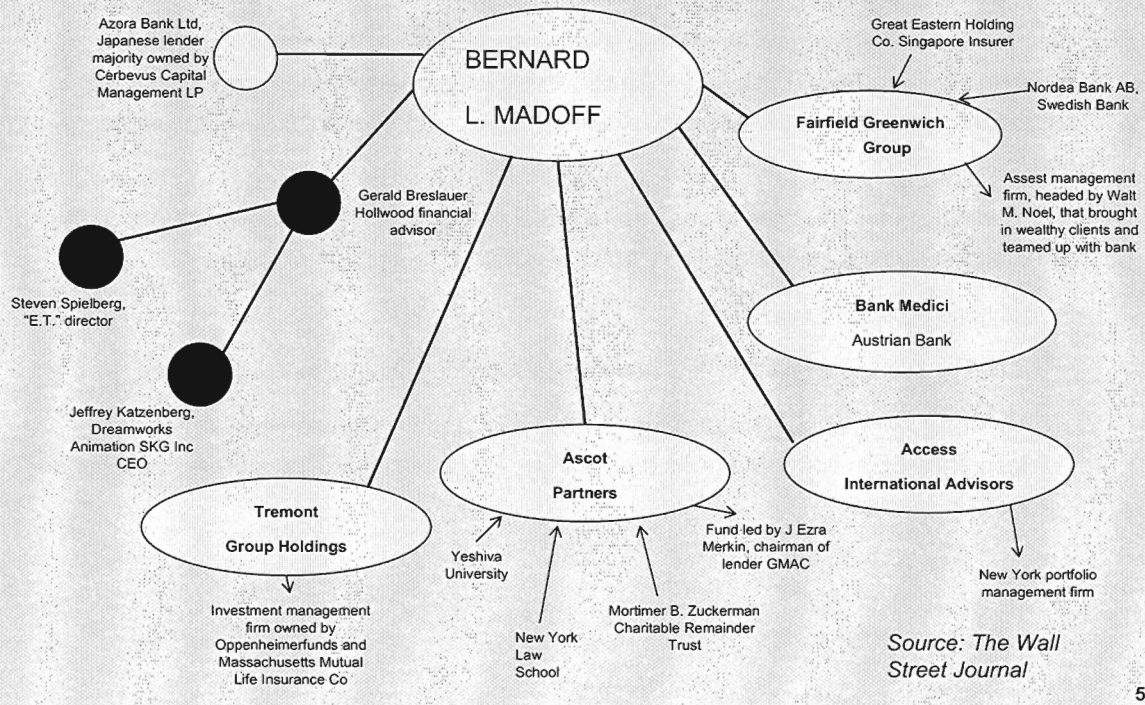 Azora Bank Ltd,
Japanese lender
majority owned by
Cerbevus Capital
Management LP
BERNARD
L. MADOFF
Great Eastern Holding
Co. Singapore Insurer
Nordea Bank AB,
Swedish Bank
Fairfield Greenwich
Group
Assest management
firm, headed by Walt
M. Noel, that brought
in wealthy clients and
teamed up with bank
Gerald Breslauer
Hollwood financial
advisor
Steven Spielberg,
"E.T." director
Jeffrey Katzenberg,
Dreamworks
Animation SKG Inc
CEO
Bank Medici
Austrian Bank
Access
International Advisors
New York portfolio
management firm
Ascot
Partners
Yeshiva
University
New York
Law
School
Mortimer B. Zuckerman
Charitable Remainder
Trust
Fund led by J Ezra
Merkin, chairman of
lender GMAC
Tremont
Group Holdings
Investment management
firm owned by
Oppenheimerfunds and
Massachusetts Mutual
Life Insurance Co
Source: The Wall
Street Journal
5